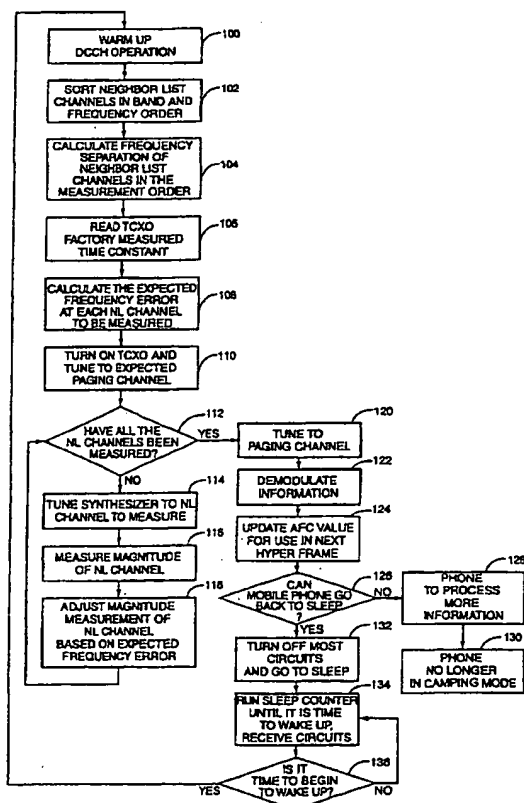 WARM UP
DCCH OPERATION
100
SORT NEIGHBOR LIST
CHANNELS IN BAND AND
FREQUENCY ORDER
102
CALCULATE FREQUENCY
SEPARATION OF
NEIGHBOR LIST
CHANNELS IN THE
MEASUREMENT ORDER
104
READ TCXO
FACTORY MEASURED
TIME CONSTANT
106
CALCULATE THE EXPECTED
FREQUENCY ERROR
AT EACH NL CHANNEL
TO BE MEASURED
108
TURN ON TCXO AND
TUNE TO EXPECTED
PAGING CHANNEL
110
HAVE ALL THE
NL CHANNELS BEEN
MEASURED?
112
YES
NO
TUNE SYNTHESIZER TO NL
CHANNEL TO MEASURE
114
MEASURE MAGNITUDE
OF NL CHANNEL
116
ADJUST MAGNITUDE
MEASUREMENT OF
NL CHANNEL
BASED ON EXPECTED
FREQUENCY ERROR
118
TUNE TO
PAGING CHANNEL
120
DEMODULATE
INFORMATION
122
UPDATE AFC VALUE
FOR USE IN NEXT
HYPER FRAME
124
CAN
MOBILE PHONE GO
BACK TO SLEEP
?
126
NO
YES
PHONE
TO PROCESS
MORE
INFORMATION
128
PHONE
NO LONGER
IN CAMPING MODE
130
TURN OFF MOST
CIRCUITS
AND GO TO SLEEP
132
RUN SLEEP COUNTER
UNTIL IT IS TIME
TO WAKE UP,
RECEIVE CIRCUITS
134
IS IT
TIME TO BEGIN
TO WAKE UP?
136
YES
NO